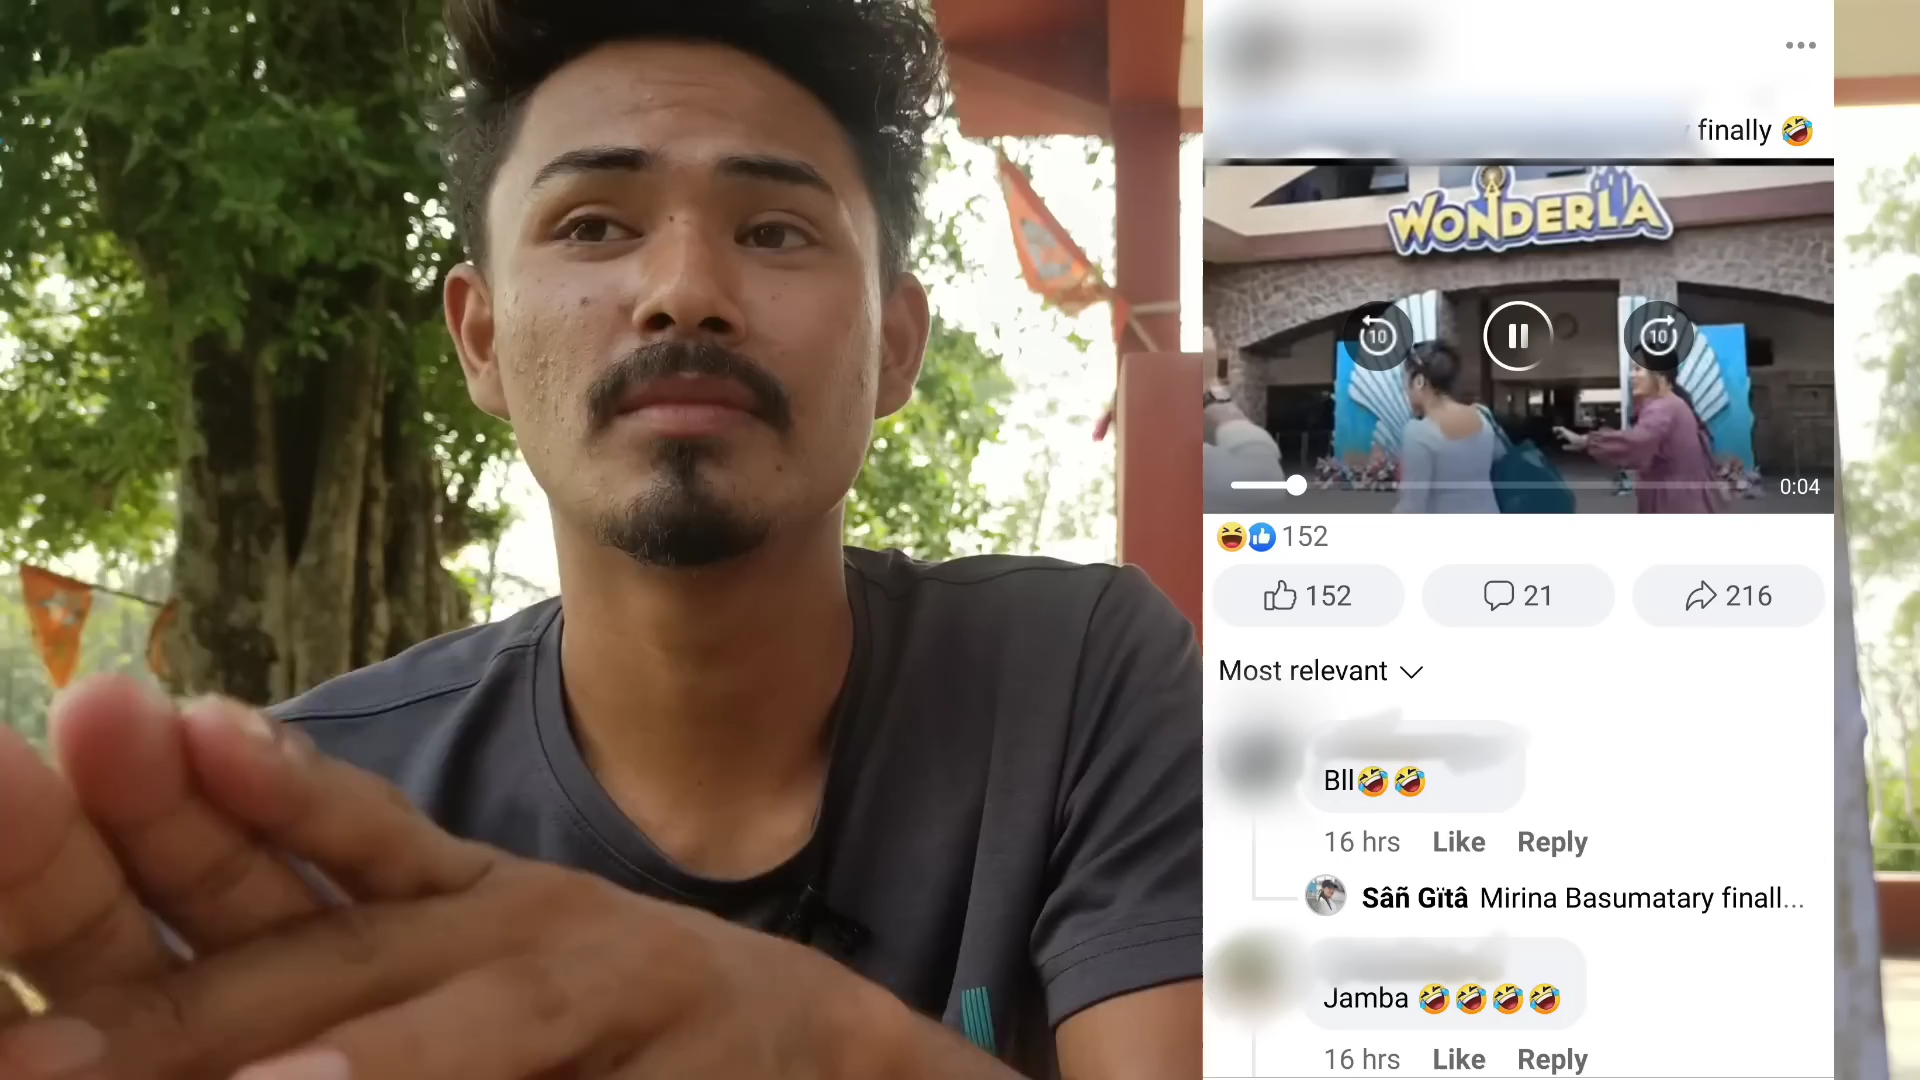 finally 🤣
WONDERLA
10
10
0:04
152
152
21
216
Most relevant
Bll🤣🤣
16 hrs Like Reply
Sâñ Gïtâ Mirina Basumatary finall...
Jamba 🤣🤣🤣🤣
16 hrs Like Reply